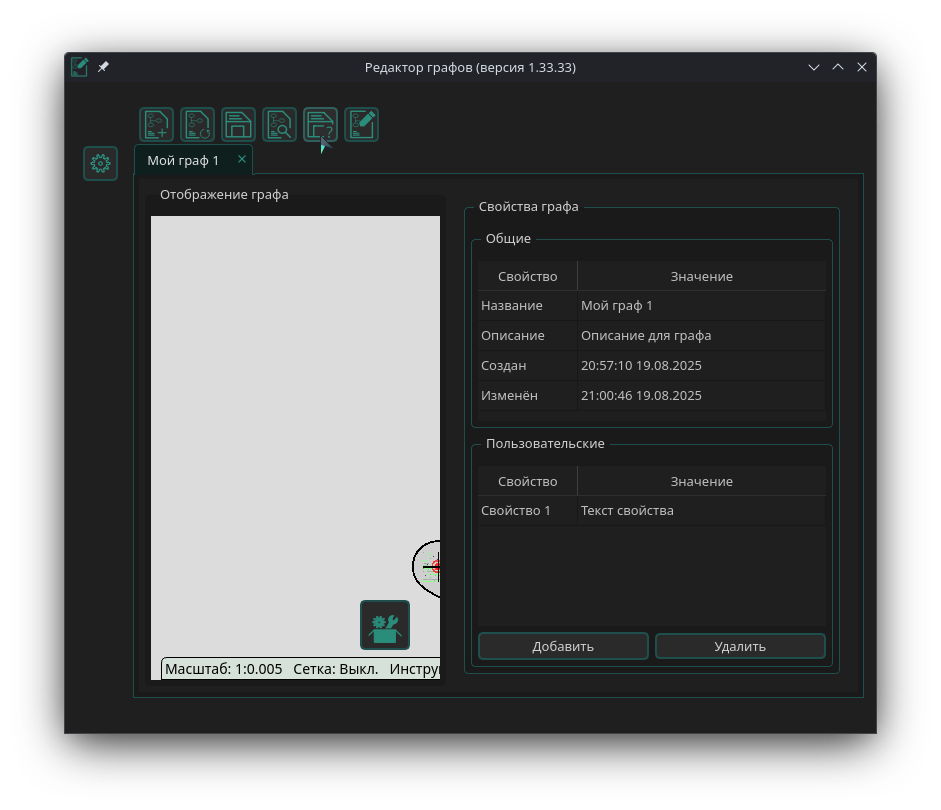 Редактор графов (версия 1.33.33)
Мой граф 1
Отображение графа
Масштаб: 1:0.005 Сетка: Выкл.
Свойства графа
Общие
Свойство Значение
Название Мой граф 1
Описание Описание для графа
Создан 20:57:10 19.08.2025
Изменён 21:00:46 19.08.2025
Пользовательские
Свойство Значение
Свойство 1 Текст свойства
Добавить Удалить